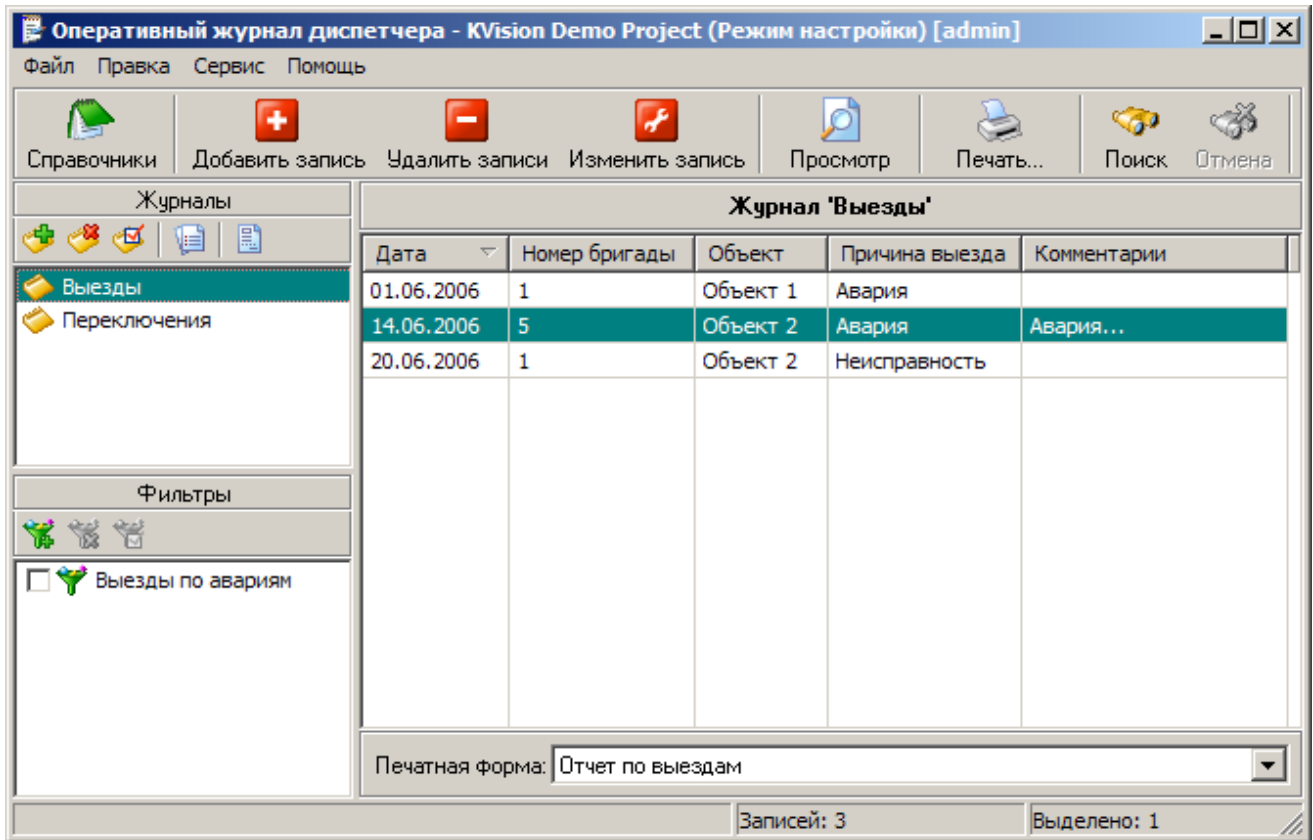 Оперативный журнал диспетчера - KVision Demo Project (Режим настройки) [admin]
Файл Правка Сервис Помощь
Справочники Добавить запись Удалить записи Изменить запись Просмотр Печать... Поиск Отмена
Журналы
Выезды
Переключения
Фильтры
Выезды по авариям
Журнал 'Выезды'
Дата Номер бригады Объект Причина выезда Комментарии
01.06.2006 1 Объект 1 Авария
14.06.2006 5 Объект 2 Авария Авария...
20.06.2006 1 Объект 2 Неисправность
Печатная форма: Отчет по выездам
Записей: 3 Выделено: 1